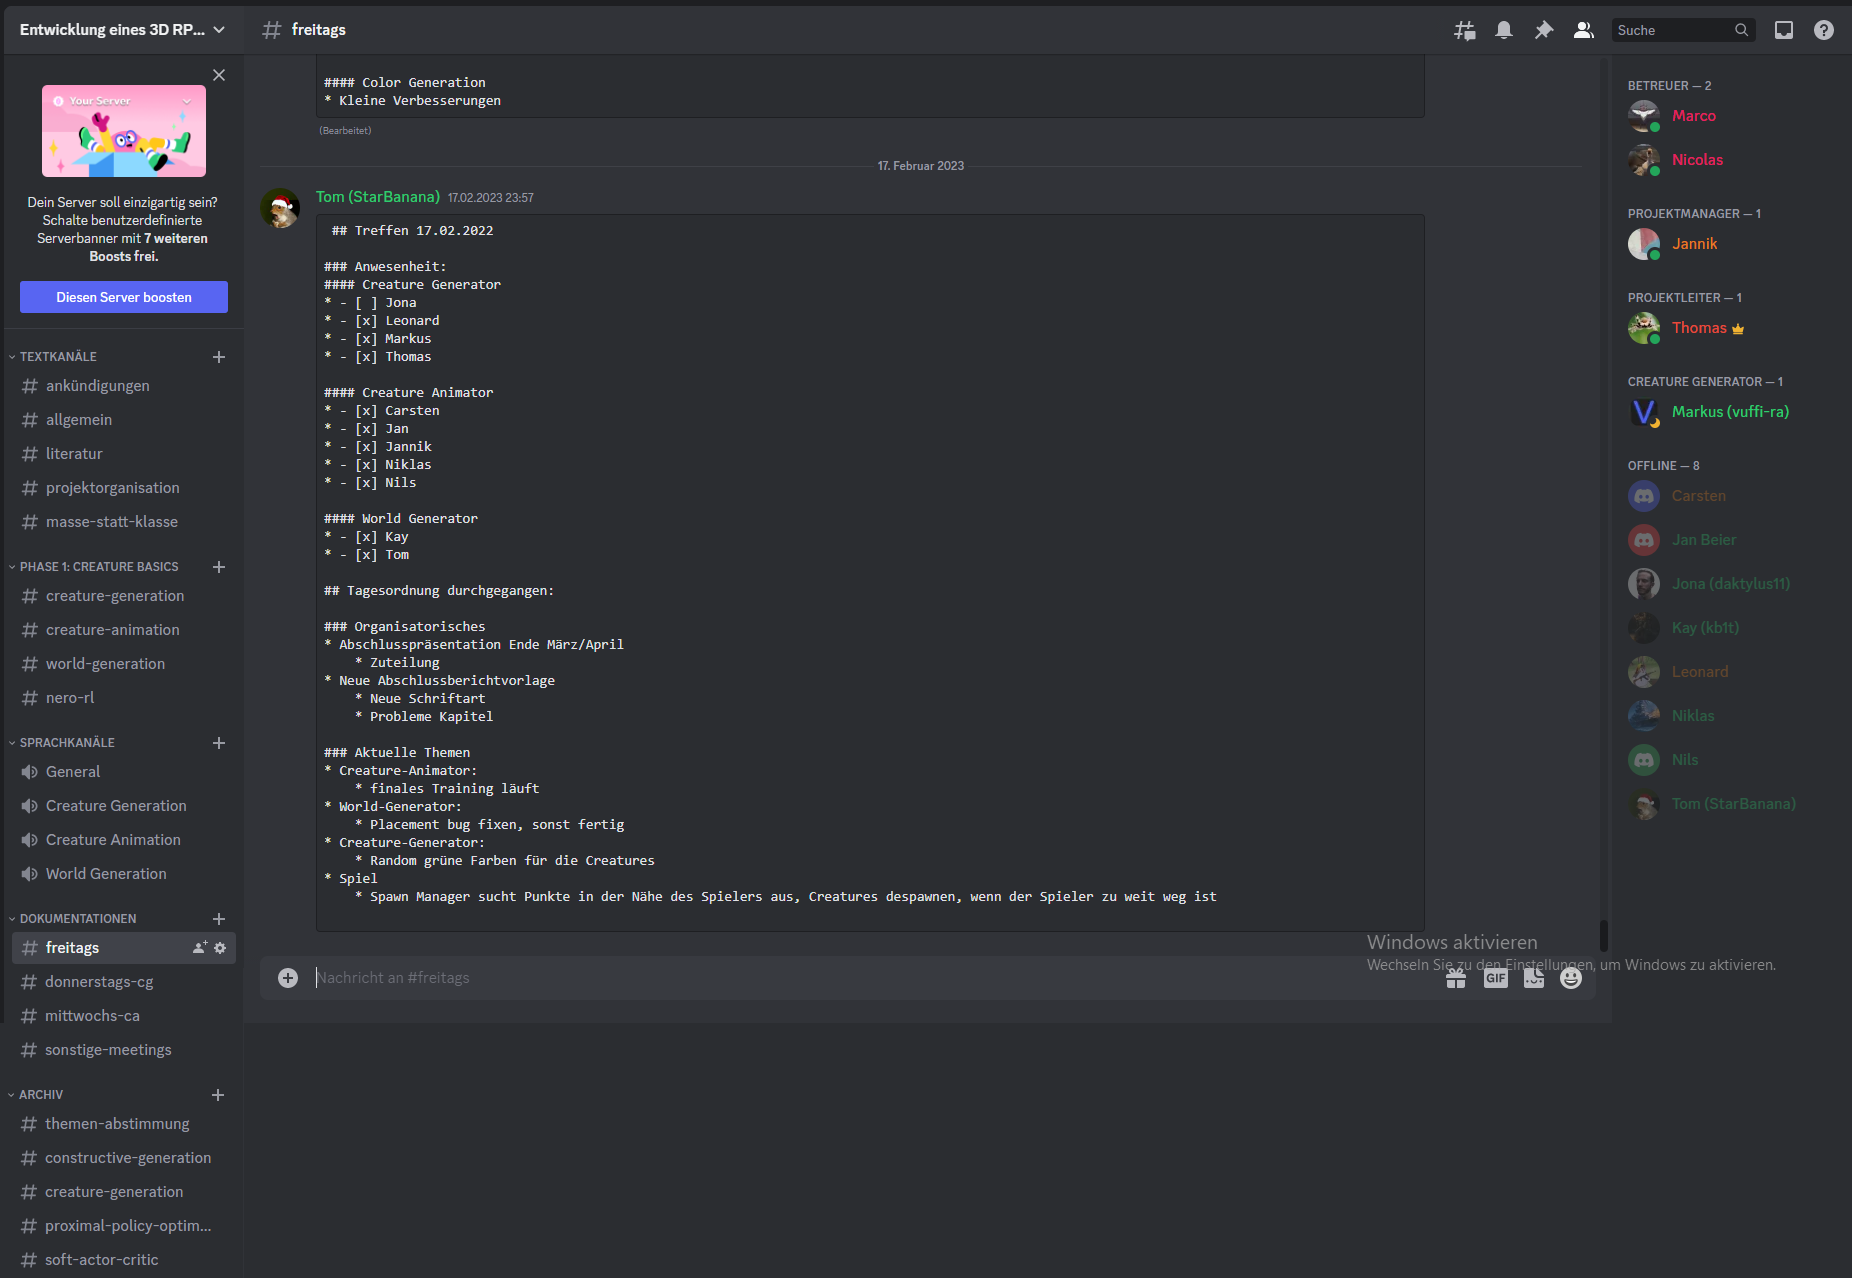 Entwicklung eines 3D RP...
Your Server
Dein Server soll einzigartig sein?
Schalte benutzerdefinierte
Serverbanner mit 7 weiteren
Boosts frei.
Diesen Server boosten
TEXTKANÄLE
ankündigungen
allgemein
literatur
projektorganisation
masse-statt-klasse
PHASE 1: CREATURE BASICS
creature-generation
creature-animation
world-generation
nero-rl
SPRACHKANÄLE
General
Creature Generation
Creature Animation
World Generation
DOKUMENTATIONEN
freitags
donnerstags-cg
mittwochs-ca
sonstige-meetings
ARCHIV
themen-abstimmung
constructive-generation
creature-generation
proximal-policy-optim...
soft-actor-critic
freitags
Suche
#### Color Generation
* Kleine Verbesserungen
(Bearbeitet)
17. Februar 2023
Tom (StarBanana) 17.02.2023 23:57
## Treffen 17.02.2022
### Anwesenheit:
#### Creature Generator
* - [ ] Jona
* - [x] Leonard
* - [x] Markus
* - [x] Thomas
#### Creature Animator
* - [x] Carsten
* - [x] Jan
* - [x] Jannik
* - [x] Niklas
* - [x] Nils
#### World Generator
* - [x] Kay
* - [x] Tom
## Tagesordnung durchgegangen:
### Organisatorisches
* Abschlusspräsentation Ende März/April
* Zuteilung
* Neue Abschlussberichtvorlage
* Neue Schriftart
* Probleme Kapitel
### Aktuelle Themen
* Creature-Animator:
* finales Training läuft
* World-Generator:
* Placement bug fixen, sonst fertig
* Creature-Generator:
* Random grüne Farben für die Creatures
* Spiel
* Spawn Manager sucht Punkte in der Nähe des Spielers aus, Creatures despawnen, wenn der Spieler zu weit weg ist
Nachricht an #freitags
GIF
Windows aktivieren
Wechseln Sie zu den Einstellungen, um Windows zu aktivieren.
BETREUER — 2
Marco
Nicolas
PROJEKTMANAGER — 1
Jannik
PROJEKTLEITER — 1
Thomas
CREATURE GENERATOR — 1
V
Markus (vuffi-ra)
OFFLINE — 8
Carsten
Jan Beier
Jona (daktylus11)
Kay (kb1t)
Leonard
Niklas
Nils
Tom (StarBanana)